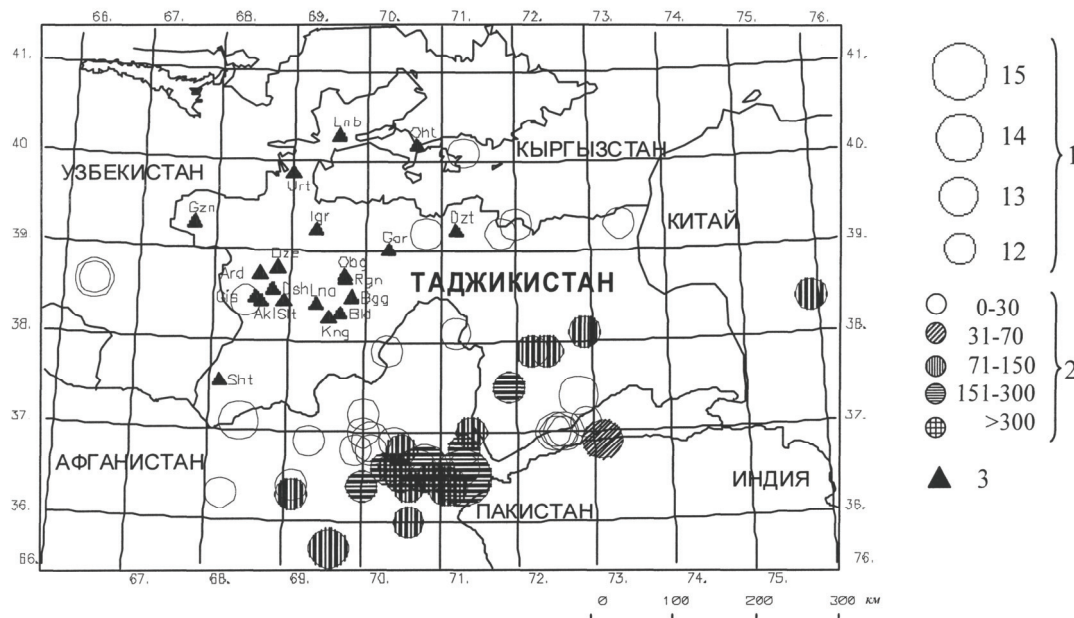 66. 67. 68. 69. 70. 71. 72. 73. 74. 75. 76.
41. 41.
Lnb
Oht
40 КЫРГЫЗСТАН 40.
УЗБЕКИСТАН
Urt
Gzn Igr Dzt КИТАЙ
39 Gar 39.
Dze Obg
Ard Rgn ТАДЖИКИСТАН
Gis Dsh Lna Bgg
Akl Slt Bld
38. Kng 38.
Sht
37. 37.
АФГАНИСТАН ИНДИЯ
36. ПАКИСТАН 36.
66. 76.
67. 68. 69. 70. 71. 72. 73. 74. 75.
0 100 200 300 км
15
14
1
13
12
0-30
31-70
71-150 2
151-300
>300
3